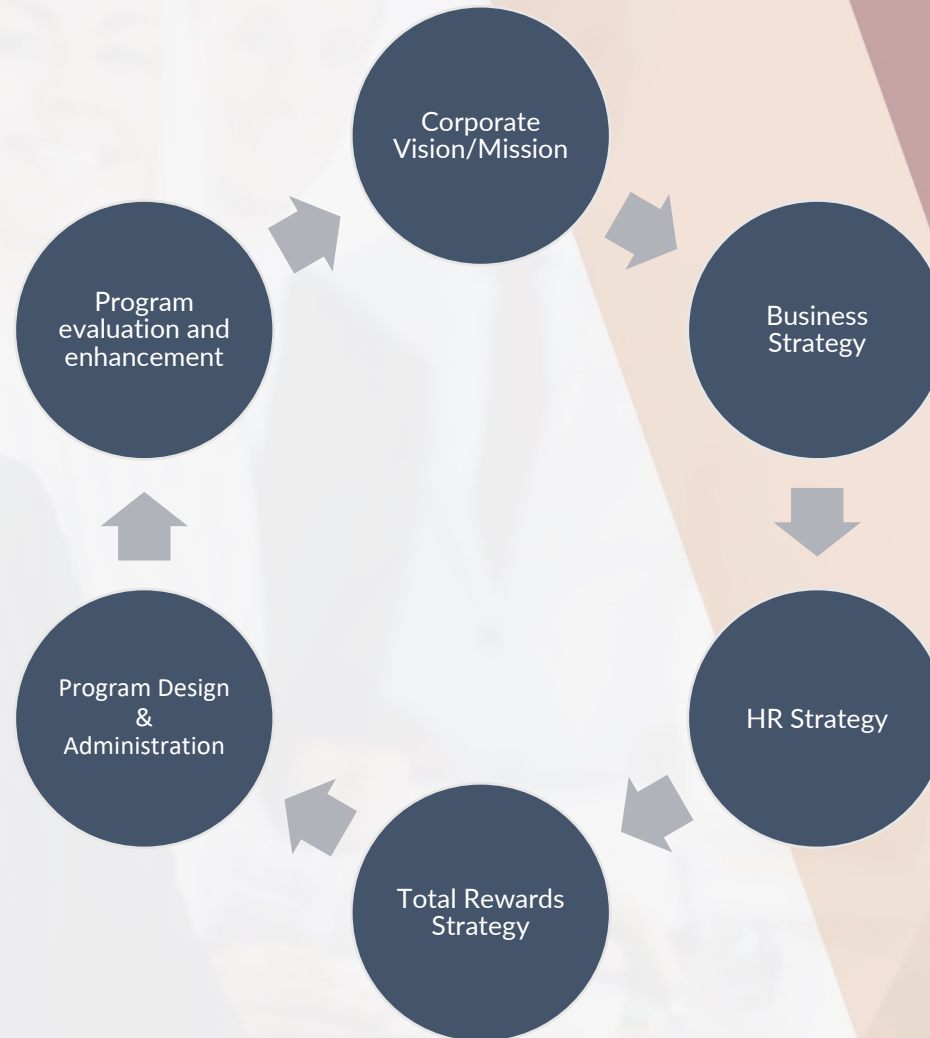 Corporate
Vision/Mission
Business
Strategy
HR Strategy
Total Rewards
Strategy
Program Design
&
Administration
Program
evaluation and
enhancement